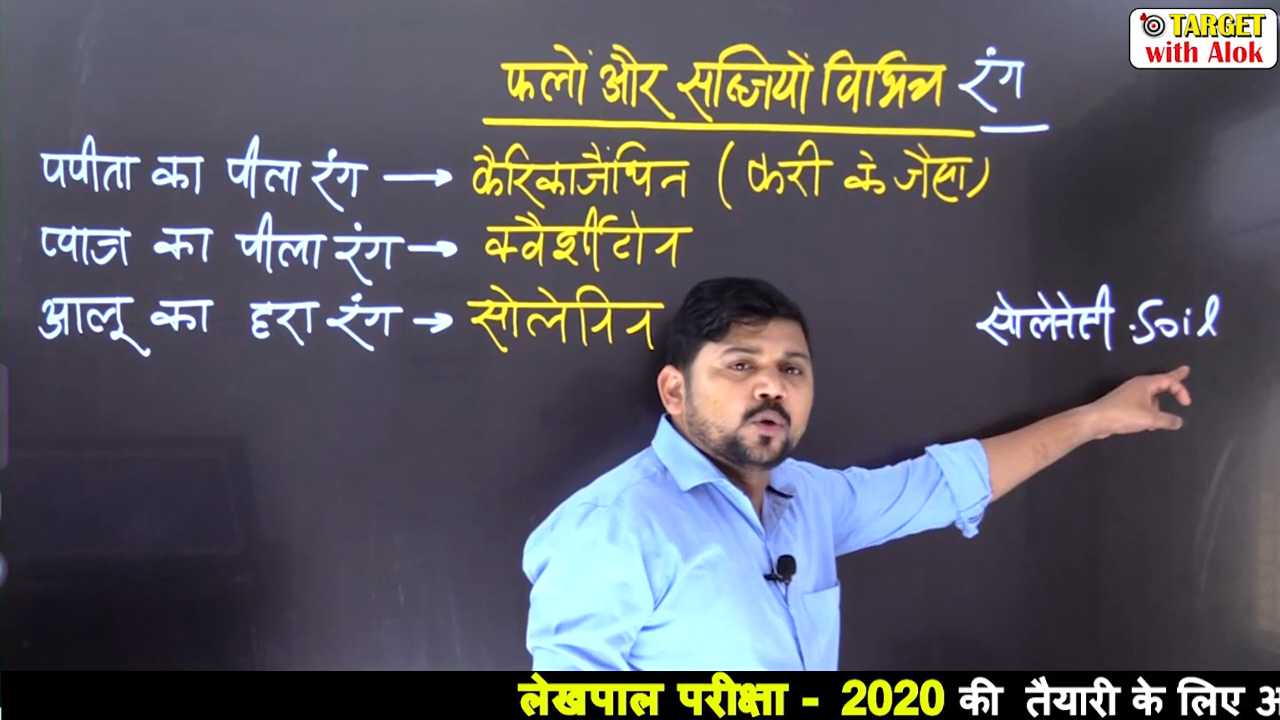 TARGET
with Alok
फलों और सब्जियों विभिन्न रंग
पपीता का पीला रंग → कैरिकाजैंथिन (करी के जैसा)
प्याज का पीला रंग → क्वैर्शीटीन
आलू का हरा रंग → सोलेनिन
Soil
लेखपाल परीक्षा - 2020 की तैयारी के लिए अ